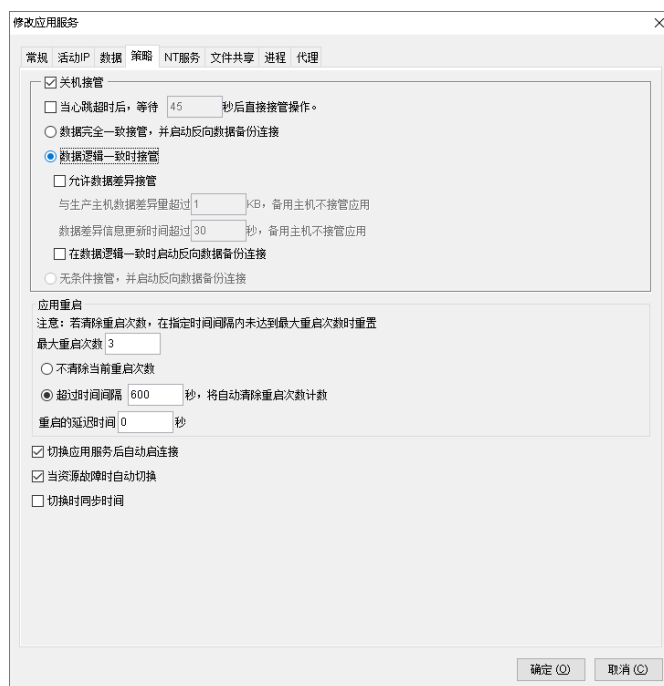 修改应用服务
常规 活动IP 数据 策略 NT服务 文件共享 进程 代理
关机接管
当心跳超时后，等待 45 秒后直接接管操作。
数据完全一致接管，并启动反向数据备份连接
数据逻辑一致时接管
允许数据差异接管
与生产主机数据差异量超过 1 KB，备用主机不接管应用
数据差异信息更新时间超过 30 秒，备用主机不接管应用
在数据逻辑一致时启动反向数据备份连接
无条件接管，并启动反向数据备份连接
应用重启
注意：若清除重启次数，在指定时间间隔内未达到最大重启次数时重置
最大重启次数 3
不清除当前重启次数
超过时间间隔 600 秒，将自动清除重启次数计数
重启的延迟时间 0 秒
切换应用服务后自动启连接
当资源故障时自动切换
切换时同步时间
确定(O) 取消(C)